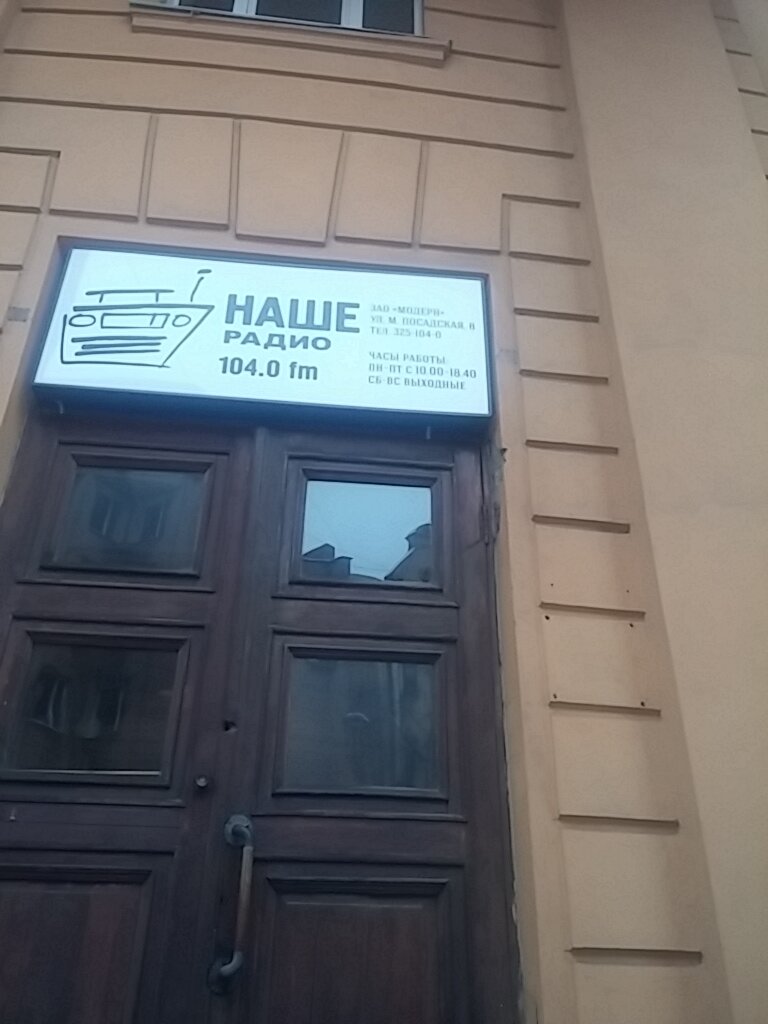 НАШЕ
РАДИО
104.0 fm
ЗАО «МОДЕРН»
УЛ. М. ПОСАДСКАЯ, 8
ТЕЛ. 325-104-0
ЧАСЫ РАБОТЫ:
ПН-ПТ С 10.00-18.40
СБ-ВС ВЫХОДНЫЕ